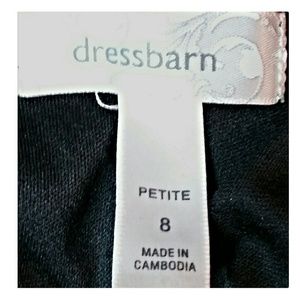 dressbarn
PETITE
8
MADE IN
CAMBODIA